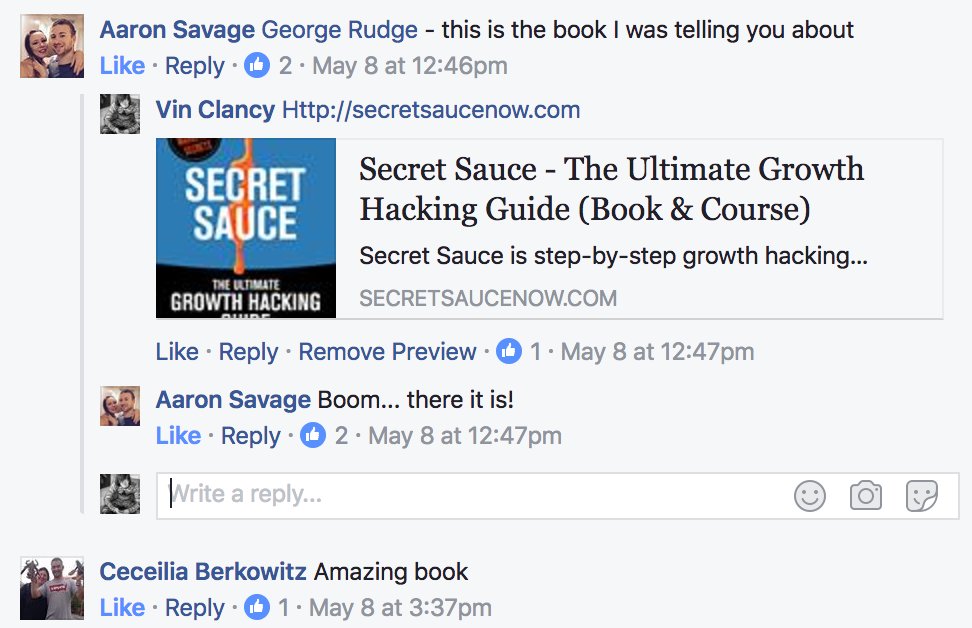 Aaron Savage George Rudge - this is the book I was telling you about
Like · Reply · 2 · May 8 at 12:46pm
Vin Clancy Http://secretsaucenow.com
SECRET
SAUCE
THE ULTIMATE
GROWTH HACKING
GUIDE
Secret Sauce - The Ultimate Growth
Hacking Guide (Book & Course)
Secret Sauce is step-by-step growth hacking...
SECRETSAUCENOW.COM
Like · Reply · Remove Preview · 1 · May 8 at 12:47pm
Aaron Savage Boom... there it is!
Like · Reply · 2 · May 8 at 12:47pm
Write a reply...
Ceceilia Berkowitz Amazing book
Like · Reply · 1 · May 8 at 3:37pm